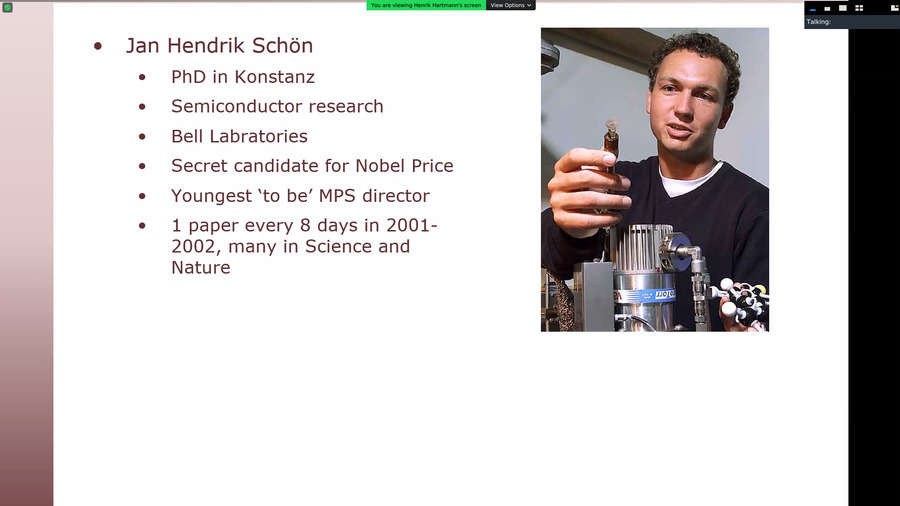 You are viewing Henrik Hartmann's screen
View Options
Talking:
Jan Hendrik Schön
PhD in Konstanz
Semiconductor research
Bell Labratories
Secret candidate for Nobel Price
Youngest ‘to be’ MPS director
1 paper every 8 days in 2001-
2002, many in Science and
Nature